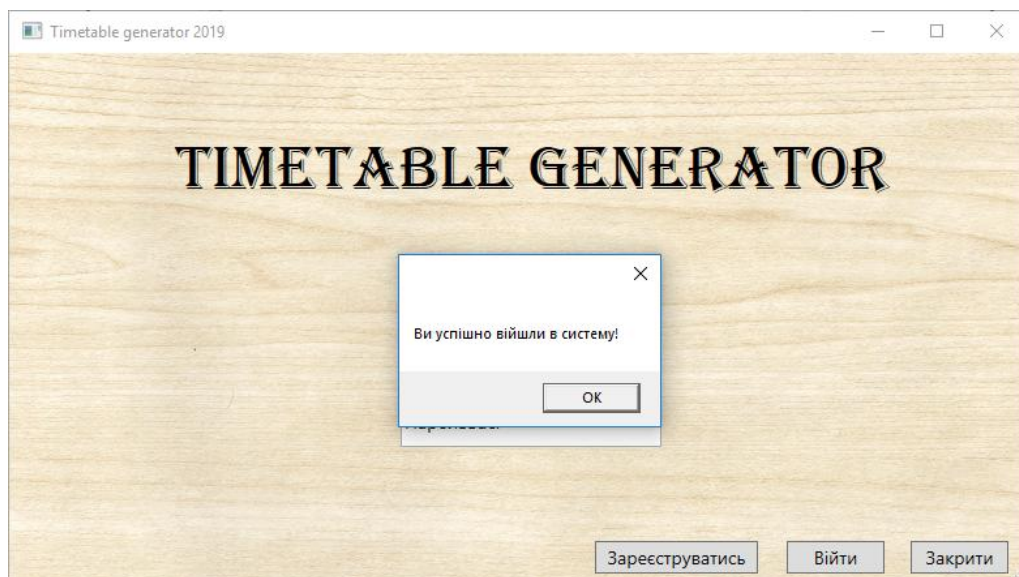 Timetable generator 2019
TIMETABLE GENERATOR
Ви успішно війшли в систему!
OK
Зареєструватись
Війти
Закрити